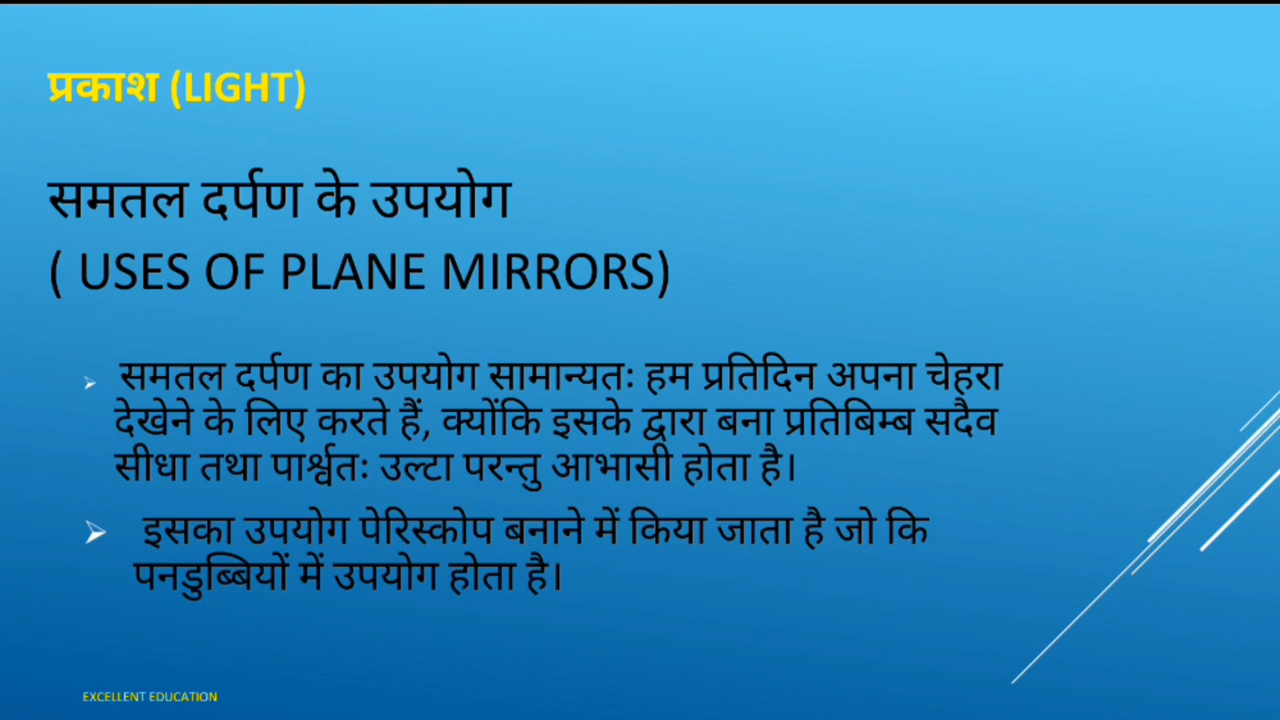 प्रकाश (LIGHT)
समतल दर्पण के उपयोग
( USES OF PLANE MIRRORS)
समतल दर्पण का उपयोग सामान्यतः हम प्रतिदिन अपना चेहरा
देखेने के लिए करते हैं, क्योंकि इसके द्वारा बना प्रतिबिम्ब सदैव
सीधा तथा पार्श्वतः उल्टा परन्तु आभासी होता है।
इसका उपयोग पेरिस्कोप बनाने में किया जाता है जो कि
पनडुब्बियों में उपयोग होता है।
EXCELLENT EDUCATION